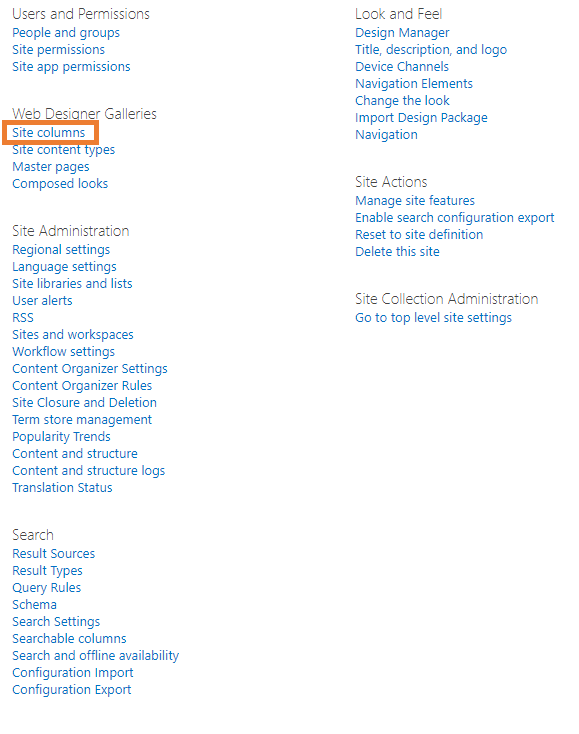 Users and Permissions
People and groups
Site permissions
Site app permissions
Web Designer Galleries
Site columns
Site content types
Master pages
Composed looks
Site Administration
Regional settings
Language settings
Site libraries and lists
User alerts
RSS
Sites and workspaces
Workflow settings
Content Organizer Settings
Content Organizer Rules
Site Closure and Deletion
Term store management
Popularity Trends
Content and structure
Content and structure logs
Translation Status
Search
Result Sources
Result Types
Query Rules
Schema
Search Settings
Searchable columns
Search and offline availability
Configuration Import
Configuration Export
Look and Feel
Design Manager
Title, description, and logo
Device Channels
Navigation Elements
Change the look
Import Design Package
Navigation
Site Actions
Manage site features
Enable search configuration export
Reset to site definition
Delete this site
Site Collection Administration
Go to top level site settings